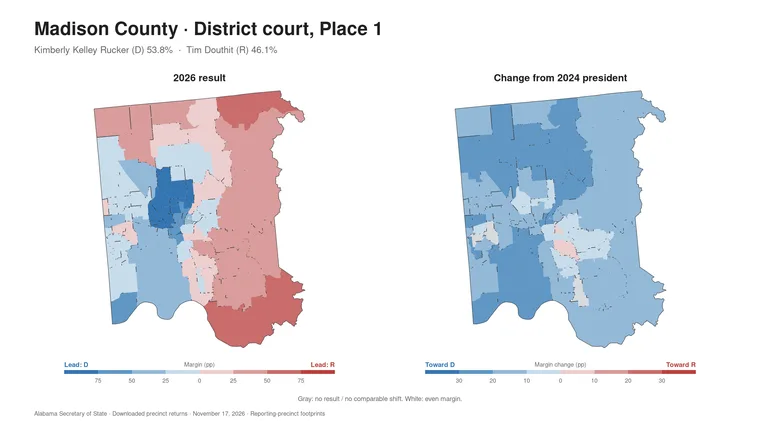 Madison County · District court, Place 1
Kimberly Kelley Rucker (D) 53.8% · Tim Douthit (R) 46.1%
2026 result
Change from 2024 president
Lead: D Margin (pp) Lead: R
75 50 25 0 25 50 75
Toward D Margin change (pp) Toward R
30 20 10 0 10 20 30
Gray: no result / no comparable shift. White: even margin.
Alabama Secretary of State · Downloaded precinct returns · November 17, 2026 · Reporting-precinct footprints